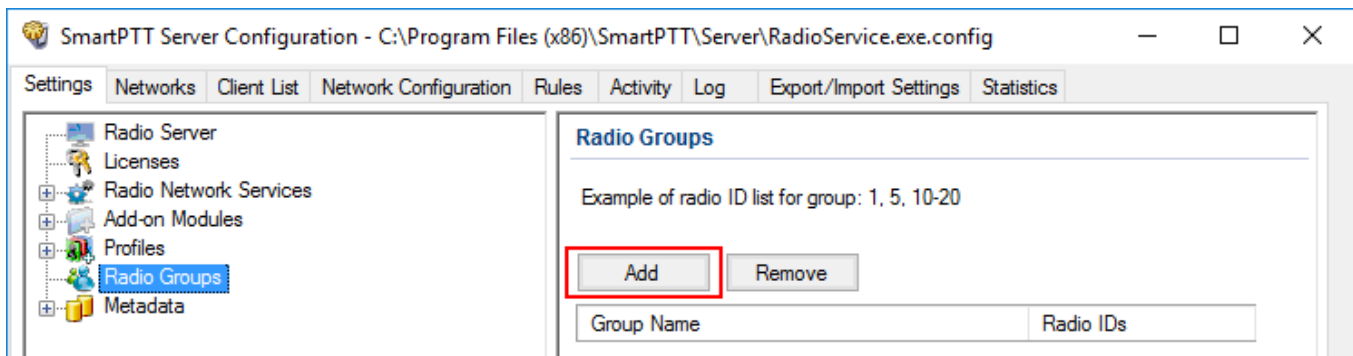 SmartPTT Server Configuration - C:\Program Files (x86)\SmartPTT\Server\RadioService.exe.config
Settings Networks Client List Network Configuration Rules Activity Log Export/Import Settings Statistics
Radio Server
Licenses
Radio Network Services
Add-on Modules
Profiles
Radio Groups
Metadata
Radio Groups
Example of radio ID list for group: 1, 5, 10-20
Add Remove
Group Name Radio IDs